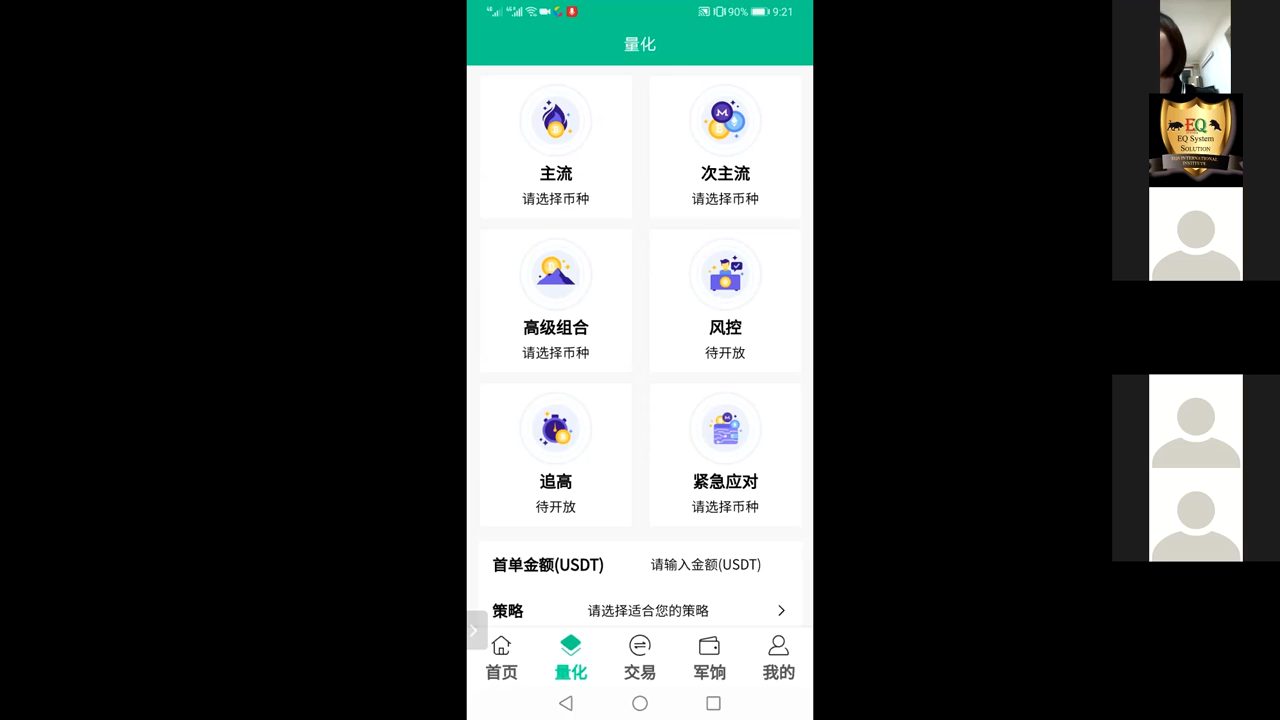 90% 9:21
量化
主流
请选择币种
次主流
请选择币种
高级组合
请选择币种
风控
待开放
追高
待开放
紧急应对
请选择币种
首单金额(USDT)
请输入金额(USDT)
策略
请选择适合您的策略
首页
量化
交易
军饷
我的
EQ
EQ System
Solution
EQS INTERNATIONAL
INSTITUTE